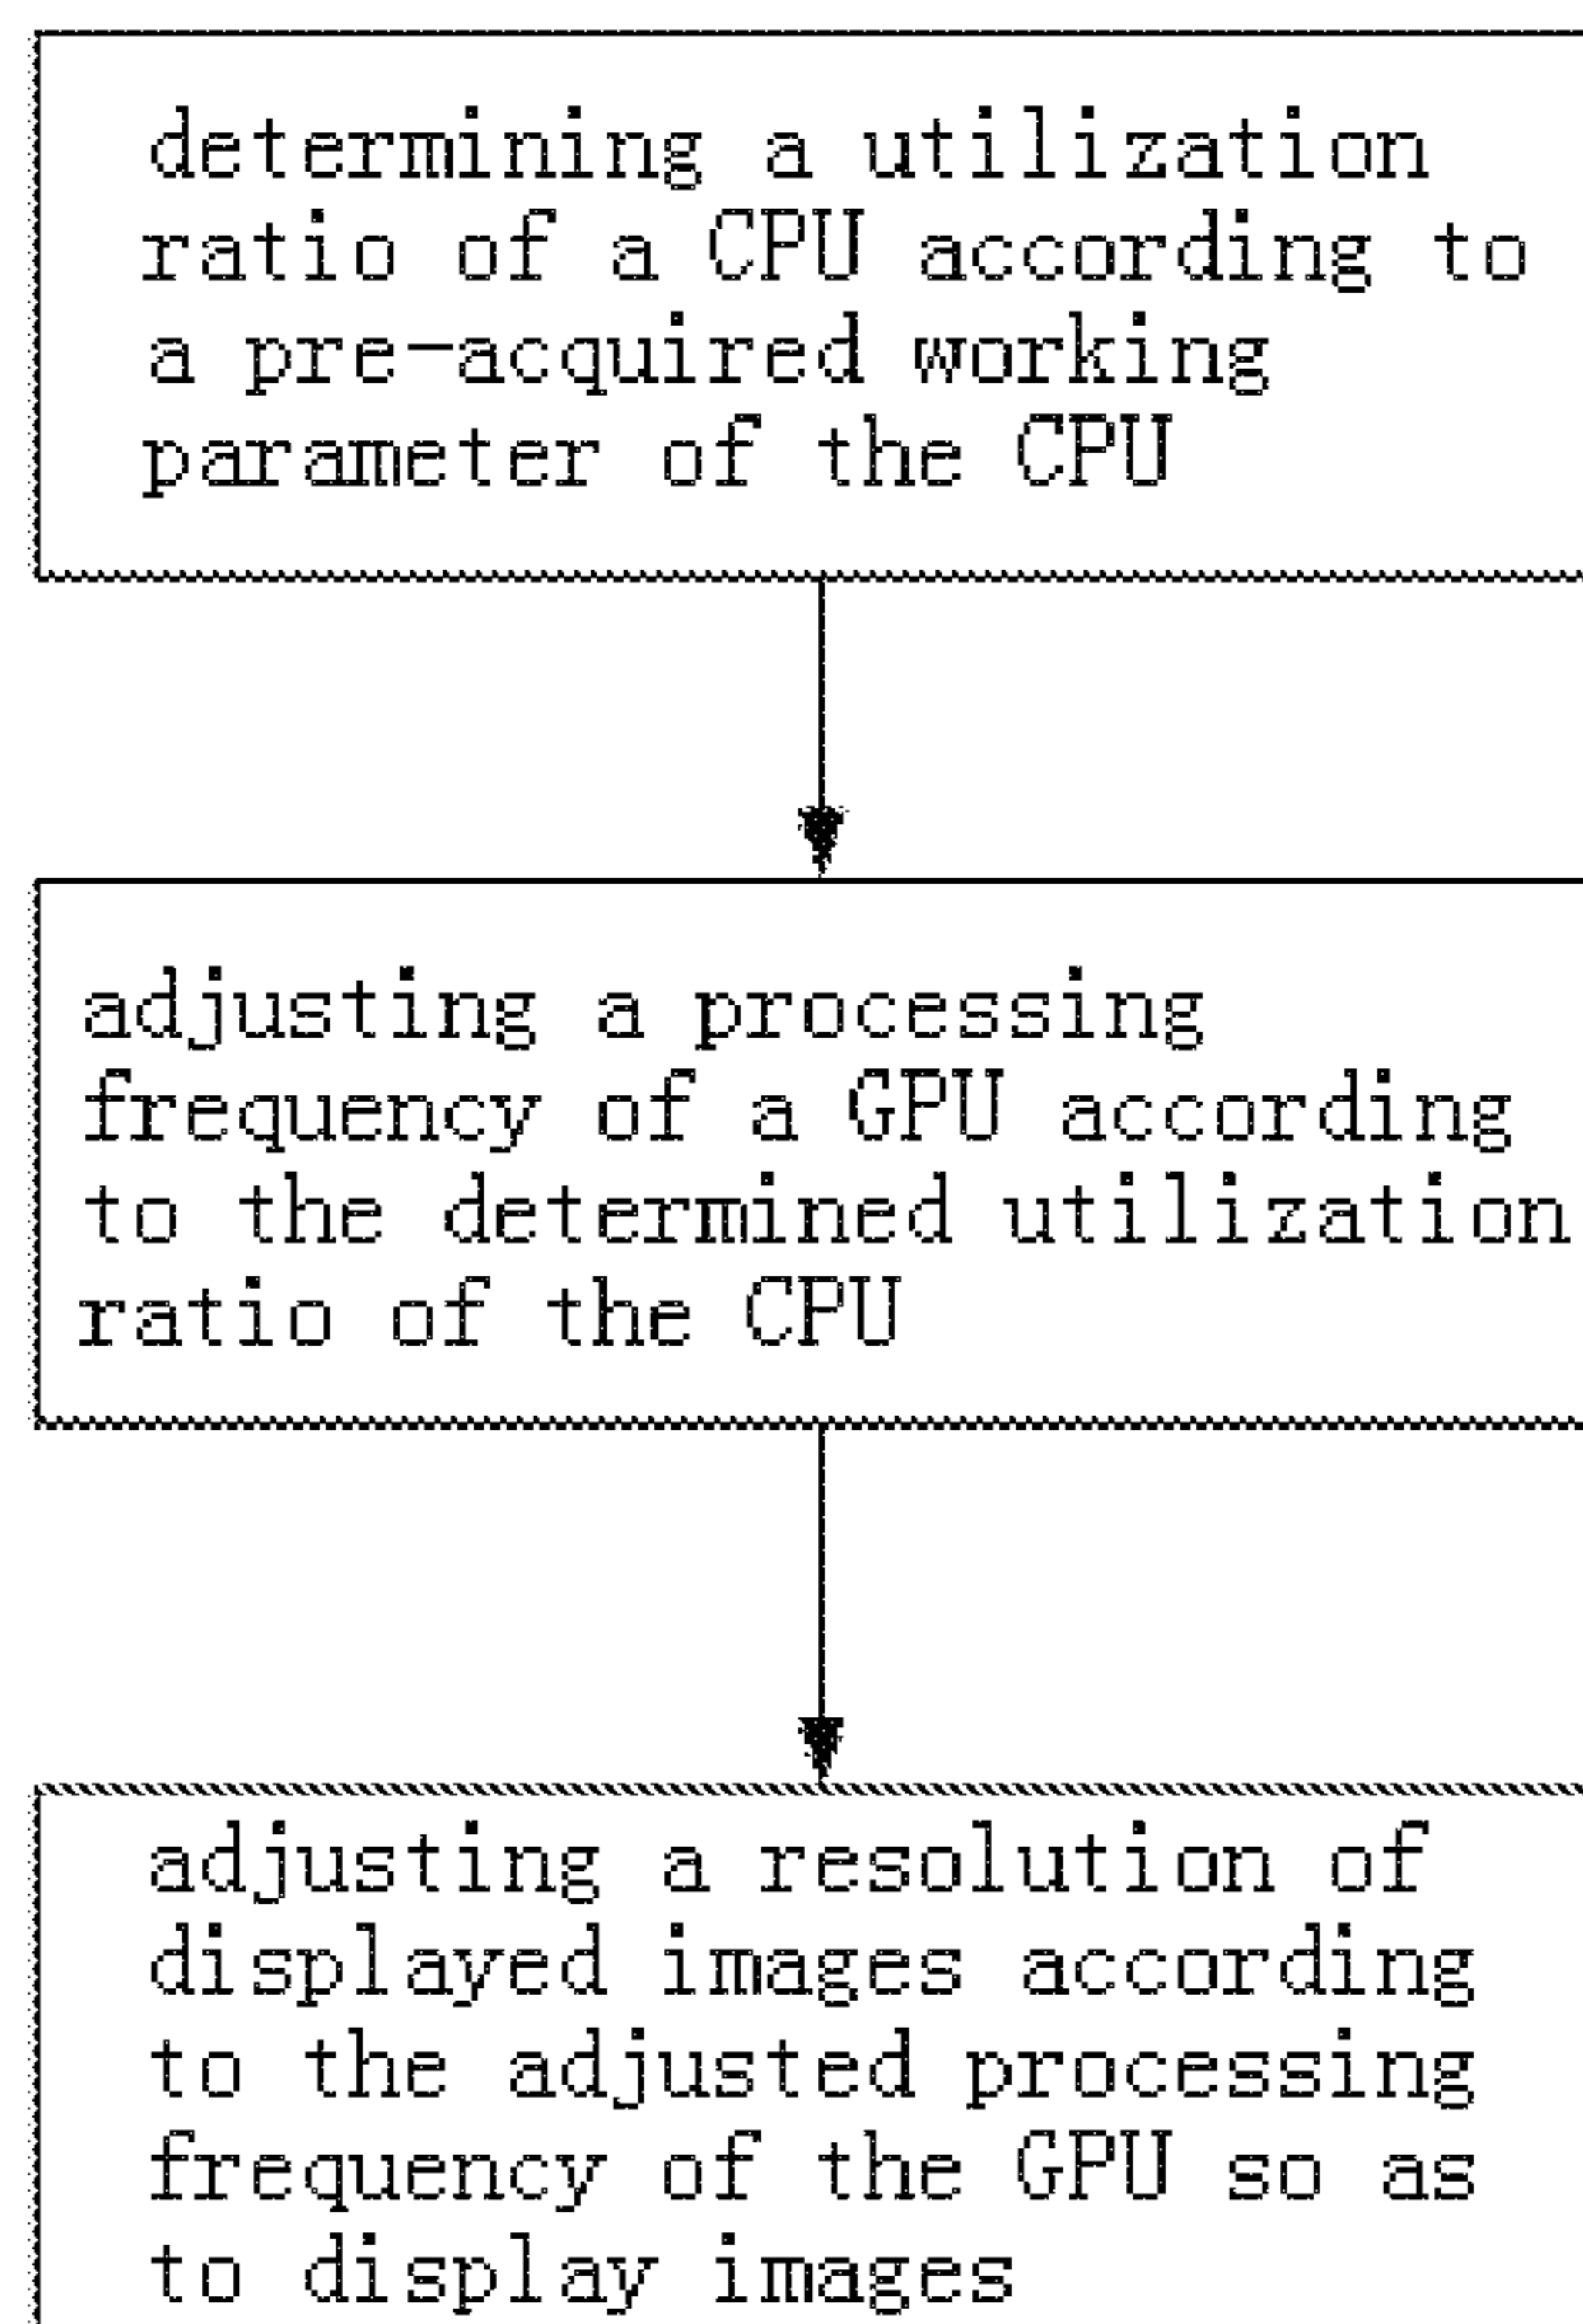 determining a utilization
ratio of a CPU according to
a pre-acquired working
parameter of the CPU
adjusting a processing
frequency of a GPU according
to the determined utilization
ratio of the CPU
adjusting a resolution of
displayed images according
to the adjusted processing
frequency of the GPU so as
to display images